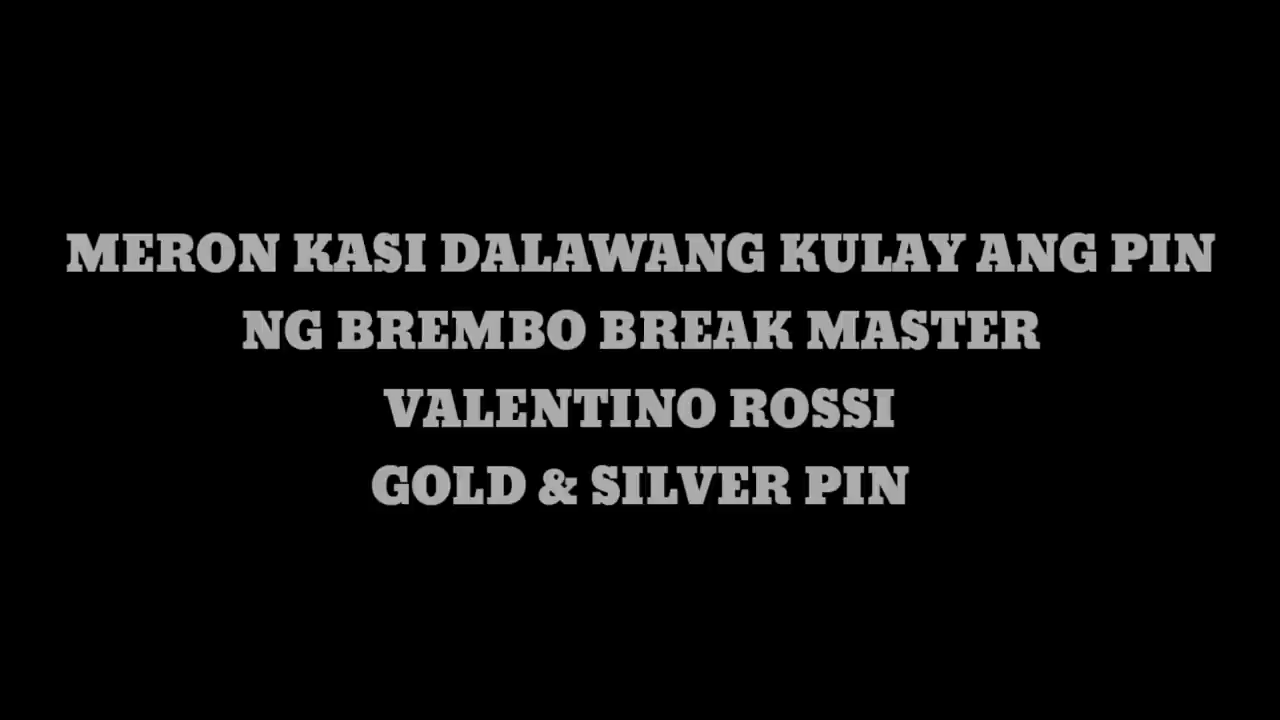 MERON KASI DALAWANG KULAY ANG PIN
NG BREMBO BREAK MASTER
VALENTINO ROSSI
GOLD & SILVER PIN